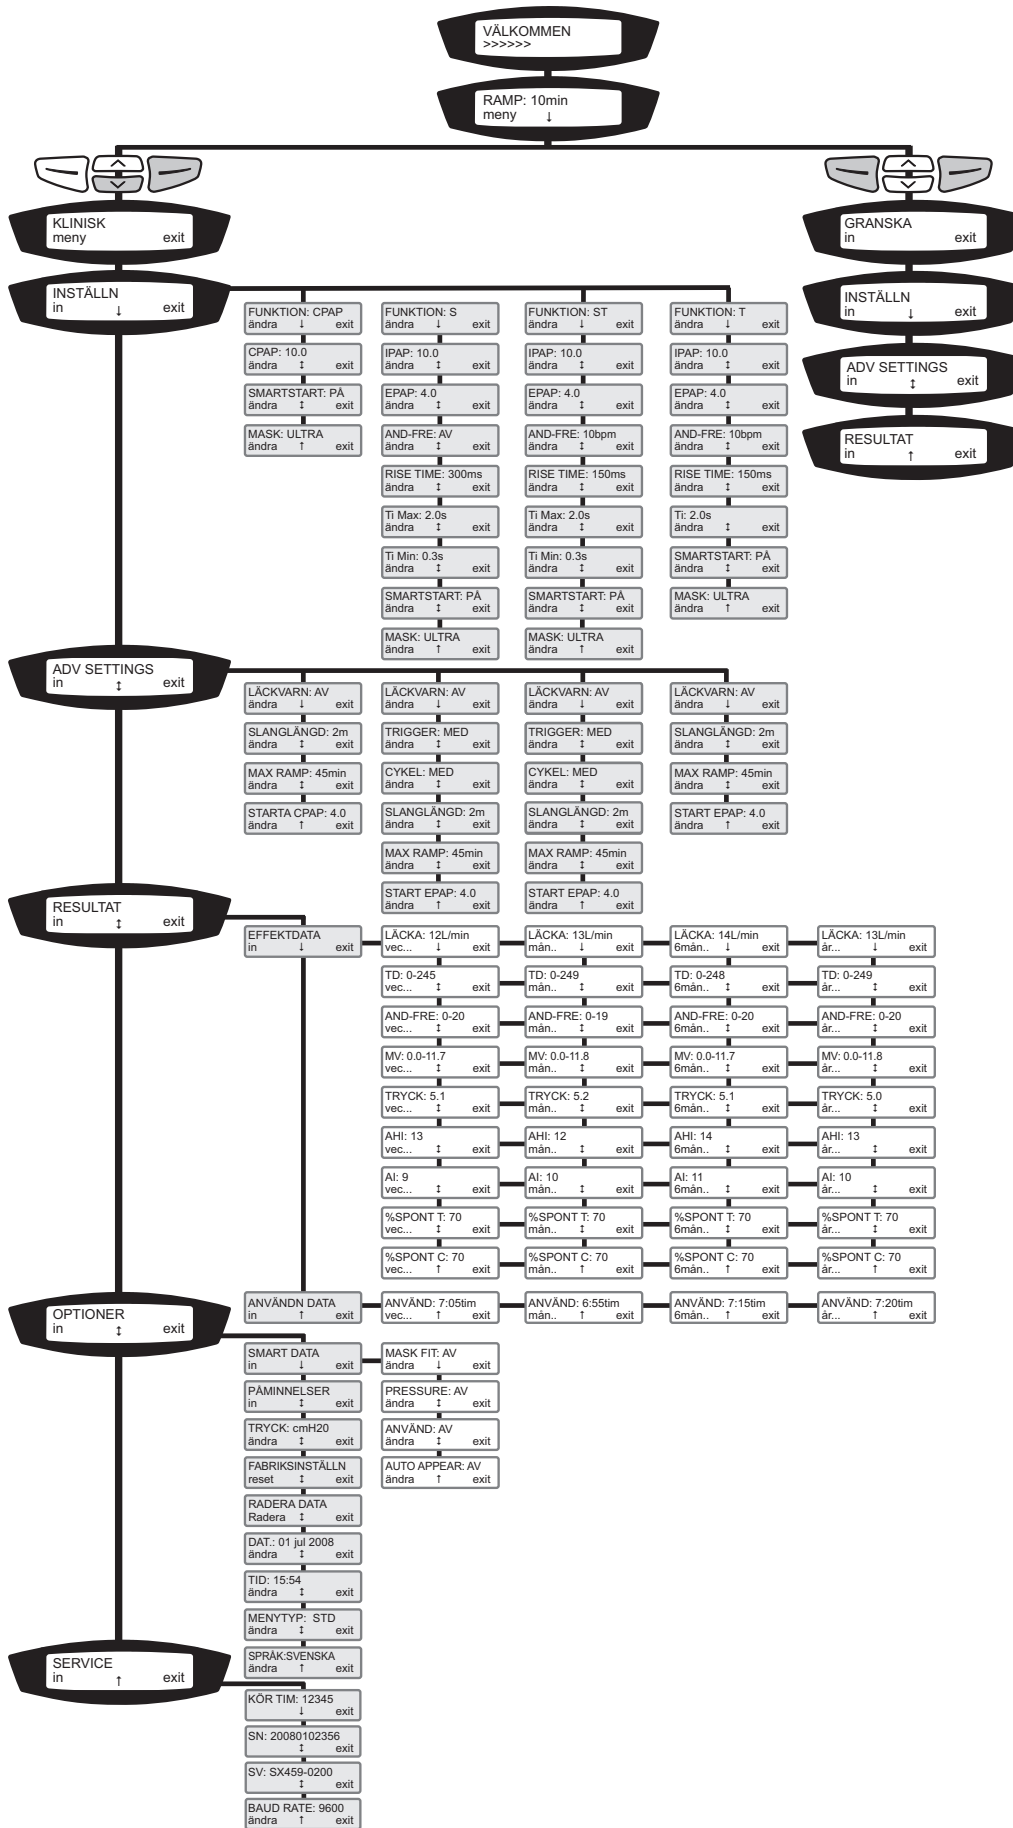 VÄLKOMMEN
>>>>>>
RAMP: 10min
meny ↓
KLINISK
meny exit
INSTÄLLN
in ↓ exit
FUNKTION: CPAP
ändra ↓ exit
CPAP: 10.0
ändra ↕ exit
SMARTSTART: PÅ
ändra ↕ exit
MASK: ULTRA
ändra ↑ exit
FUNKTION: S
ändra ↓ exit
IPAP: 10.0
ändra ↕ exit
EPAP: 4.0
ändra ↕ exit
AND-FRE: AV
ändra ↕ exit
RISE TIME: 300ms
ändra ↕ exit
Ti Max: 2.0s
ändra ↕ exit
Ti Min: 0.3s
ändra ↕ exit
SMARTSTART: PÅ
ändra ↕ exit
MASK: ULTRA
ändra ↑ exit
FUNKTION: ST
ändra ↓ exit
IPAP: 10.0
ändra ↕ exit
EPAP: 4.0
ändra ↕ exit
AND-FRE: 10bpm
ändra ↕ exit
RISE TIME: 150ms
ändra ↕ exit
Ti Max: 2.0s
ändra ↕ exit
Ti Min: 0.3s
ändra ↕ exit
SMARTSTART: PÅ
ändra ↕ exit
MASK: ULTRA
ändra ↑ exit
FUNKTION: T
ändra ↓ exit
IPAP: 10.0
ändra ↕ exit
EPAP: 4.0
ändra ↕ exit
AND-FRE: 10bpm
ändra ↕ exit
RISE TIME: 150ms
ändra ↕ exit
Ti: 2.0s
ändra ↕ exit
SMARTSTART: PÅ
ändra ↕ exit
MASK: ULTRA
ändra ↑ exit
GRANSKA
in exit
INSTÄLLN
in ↓ exit
ADV SETTINGS
in ↕ exit
RESULTAT
in ↑ exit
ADV SETTINGS
in ↕ exit
LÄCKVARN: AV
ändra ↓ exit
SLANGLÄNGD: 2m
ändra ↕ exit
MAX RAMP: 45min
ändra ↕ exit
STARTA CPAP: 4.0
ändra ↑ exit
LÄCKVARN: AV
ändra ↓ exit
TRIGGER: MED
ändra ↕ exit
CYKEL: MED
ändra ↕ exit
SLANGLÄNGD: 2m
ändra ↕ exit
MAX RAMP: 45min
ändra ↕ exit
START EPAP: 4.0
ändra ↑ exit
LÄCKVARN: AV
ändra ↓ exit
TRIGGER: MED
ändra ↕ exit
CYKEL: MED
ändra ↕ exit
SLANGLÄNGD: 2m
ändra ↕ exit
MAX RAMP: 45min
ändra ↕ exit
START EPAP: 4.0
ändra ↑ exit
LÄCKVARN: AV
ändra ↓ exit
SLANGLÄNGD: 2m
ändra ↕ exit
MAX RAMP: 45min
ändra ↕ exit
START EPAP: 4.0
ändra ↑ exit
RESULTAT
in ↕ exit
EFFEKTDATA
in ↓ exit
LÄCKA: 12L/min
vec... ↓ exit
LÄCKA: 13L/min
mån.. ↓ exit
LÄCKA: 14L/min
6mån.. ↓ exit
LÄCKA: 13L/min
år... ↓ exit
TD: 0-245
vec... ↕ exit
TD: 0-249
mån.. ↕ exit
TD: 0-248
6mån.. ↕ exit
TD: 0-249
år... ↕ exit
AND-FRE: 0-20
vec... ↕ exit
AND-FRE: 0-19
mån.. ↕ exit
AND-FRE: 0-20
6mån.. ↕ exit
AND-FRE: 0-20
år... ↕ exit
MV: 0.0-11.7
vec... ↕ exit
MV: 0.0-11.8
mån.. ↕ exit
MV: 0.0-11.7
6mån.. ↕ exit
MV: 0.0-11.8
år... ↕ exit
TRYCK: 5.1
vec... ↕ exit
TRYCK: 5.2
mån.. ↕ exit
TRYCK: 5.1
6mån.. ↕ exit
TRYCK: 5.0
år... ↕ exit
AHI: 13
vec... ↕ exit
AHI: 12
mån.. ↕ exit
AHI: 14
6mån.. ↕ exit
AHI: 13
år... ↕ exit
AI: 9
vec... ↕ exit
AI: 10
mån.. ↕ exit
AI: 11
6mån.. ↕ exit
AI: 10
år... ↕ exit
%SPONT T: 70
vec... ↕ exit
%SPONT T: 70
mån.. ↕ exit
%SPONT T: 70
6mån.. ↕ exit
%SPONT T: 70
år... ↕ exit
%SPONT C: 70
vec... ↑ exit
%SPONT C: 70
mån.. ↑ exit
%SPONT C: 70
6mån.. ↑ exit
%SPONT C: 70
år... ↑ exit
ANVÄNDN DATA
in ↑ exit
ANVÄND: 7:05tim
vec... ↑ exit
ANVÄND: 6:55tim
mån.. ↑ exit
ANVÄND: 7:15tim
6mån.. ↑ exit
ANVÄND: 7:20tim
år... ↑ exit
OPTIONER
in ↕ exit
SMART DATA
in ↓ exit
MASK FIT: AV
ändra ↓ exit
PRESSURE: AV
ändra ↕ exit
ANVÄND: AV
ändra ↕ exit
AUTO APPEAR: AV
ändra ↑ exit
PÅMINNELSER
in ↕ exit
TRYCK: cmH20
ändra ↕ exit
FABRIKSINSTÄLLN
reset ↕ exit
RADERA DATA
Radera ↕ exit
DAT.: 01 jul 2008
ändra ↕ exit
TID: 15:54
ändra ↕ exit
MENYTYP: STD
ändra ↕ exit
SPRÅK:SVENSKA
ändra ↑ exit
SERVICE
in ↑ exit
KÖR TIM: 12345
↓ exit
SN: 20080102356
↕ exit
SV: SX459-0200
↕ exit
BAUD RATE: 9600
ändra ↑ exit